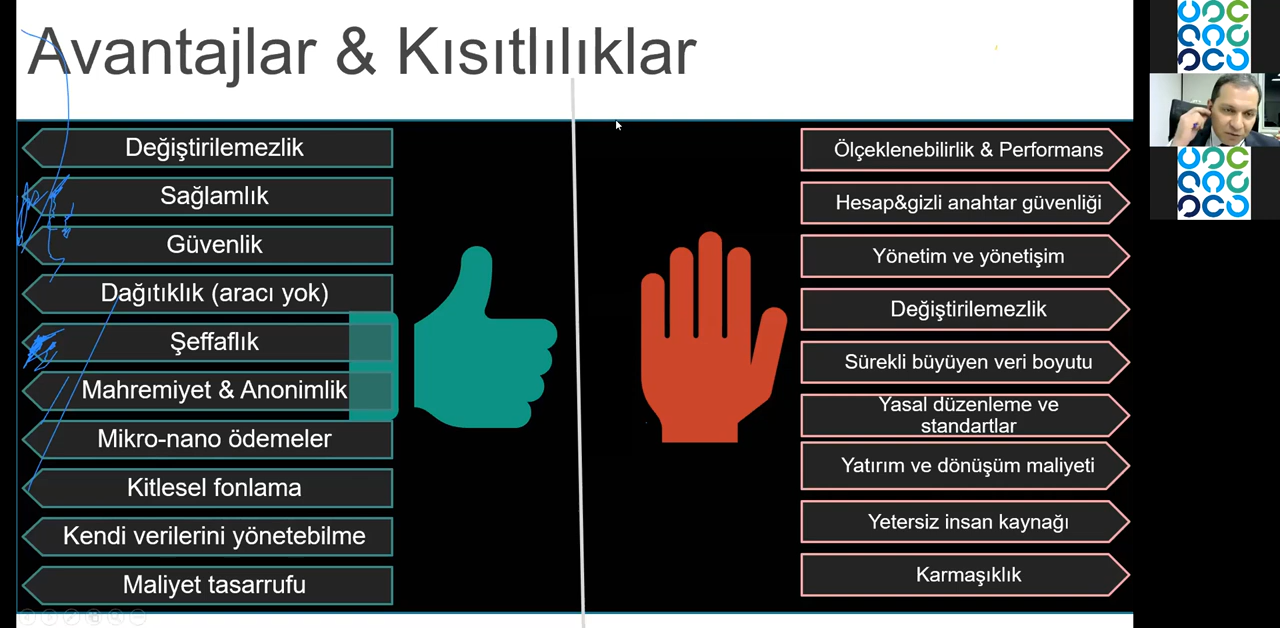 Avantajlar & Kısıtlılıklar
Değiştirilemezlik
Sağlamlık
Güvenlik
Dağıtıklık (aracı yok)
Şeffaflık
Mahremiyet & Anonimlik
Mikro-nano ödemeler
Kitlesel fonlama
Kendi verilerini yönetebilme
Maliyet tasarrufu
Ölçeklenebilirlik & Performans
Hesap&gizli anahtar güvenliği
Yönetim ve yönetişim
Değiştirilemezlik
Sürekli büyüyen veri boyutu
Yasal düzenleme ve
standartlar
Yatırım ve dönüşüm maliyeti
Yetersiz insan kaynağı
Karmaşıklık